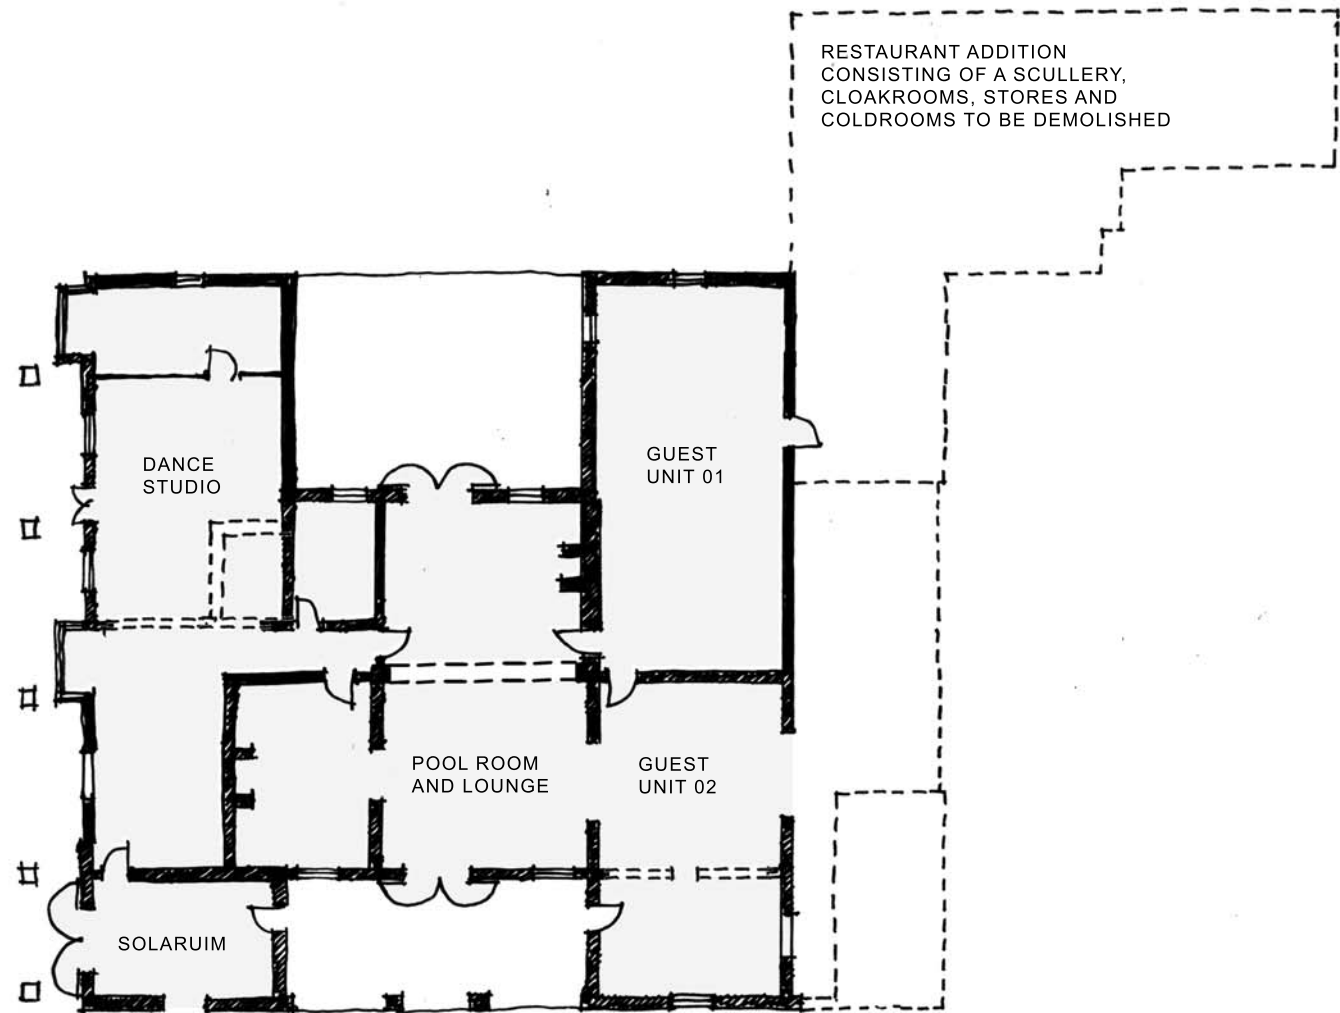 RESTAURANT ADDITION
CONSISTING OF A SCULLERY,
CLOAKROOMS, STORES AND
COLDROOMS TO BE DEMOLISHED
DANCE
STUDIO
GUEST
UNIT 01
POOL ROOM
AND LOUNGE
GUEST
UNIT 02
SOLARUIM